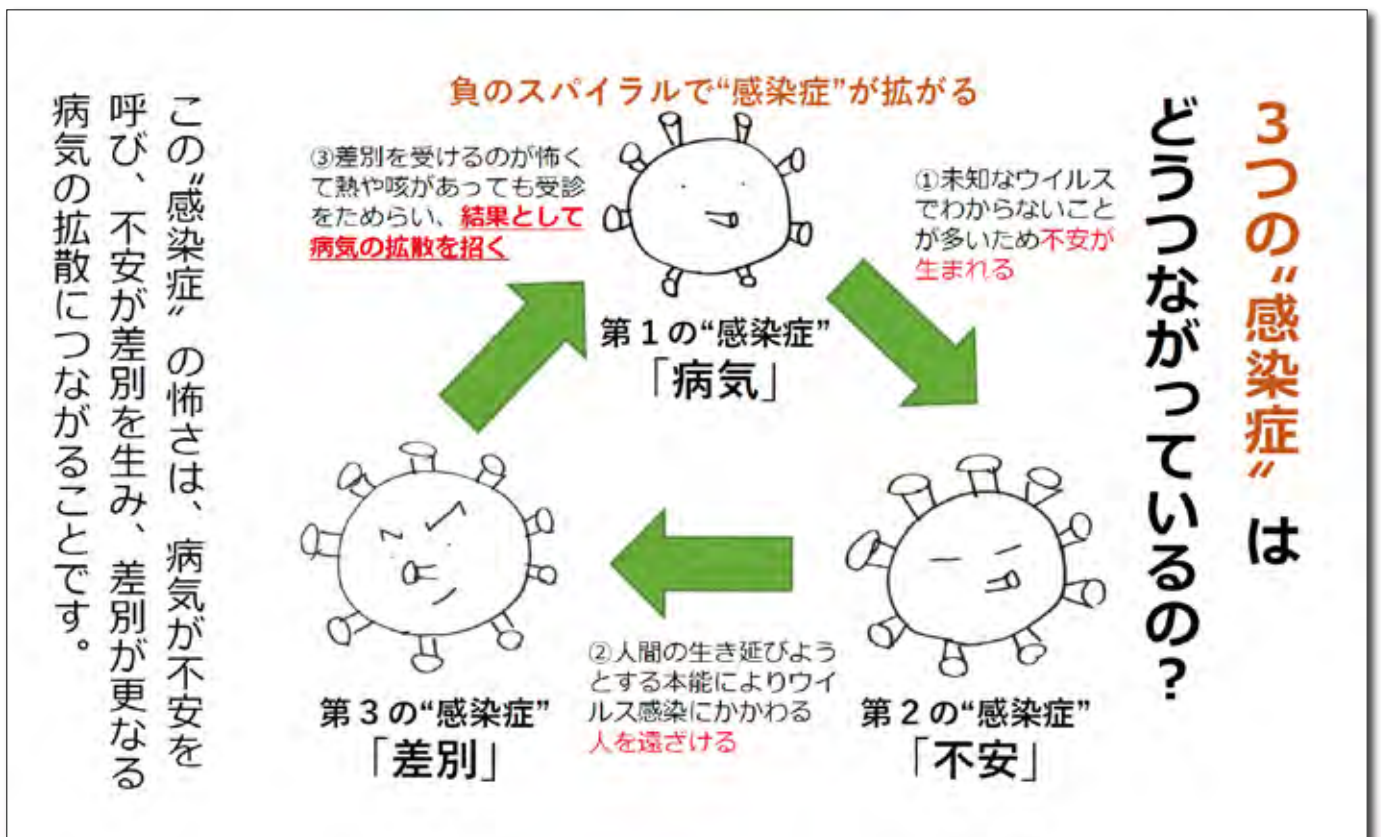 3つの〝感染症〟は
どうつながっているの?
負のスパイラルで“感染症”が拡がる
①未知なウイルス
でわからないこと
が多いため不安が
生まれる
第1の“感染症”
「病気」
②人間の生き延びよう
とする本能によりウイ
ルス感染にかかわる
人を遠ざける
第2の“感染症”
「不安」
③差別を受けるのが怖く
て熱や咳があっても受診
をためらい、結果として
病気の拡散を招く
第3の“感染症”
「差別」
この〝感染症〟の怖さは、病気が不安を
呼び、不安が差別を生み、差別が更なる
病気の拡散につながることです。